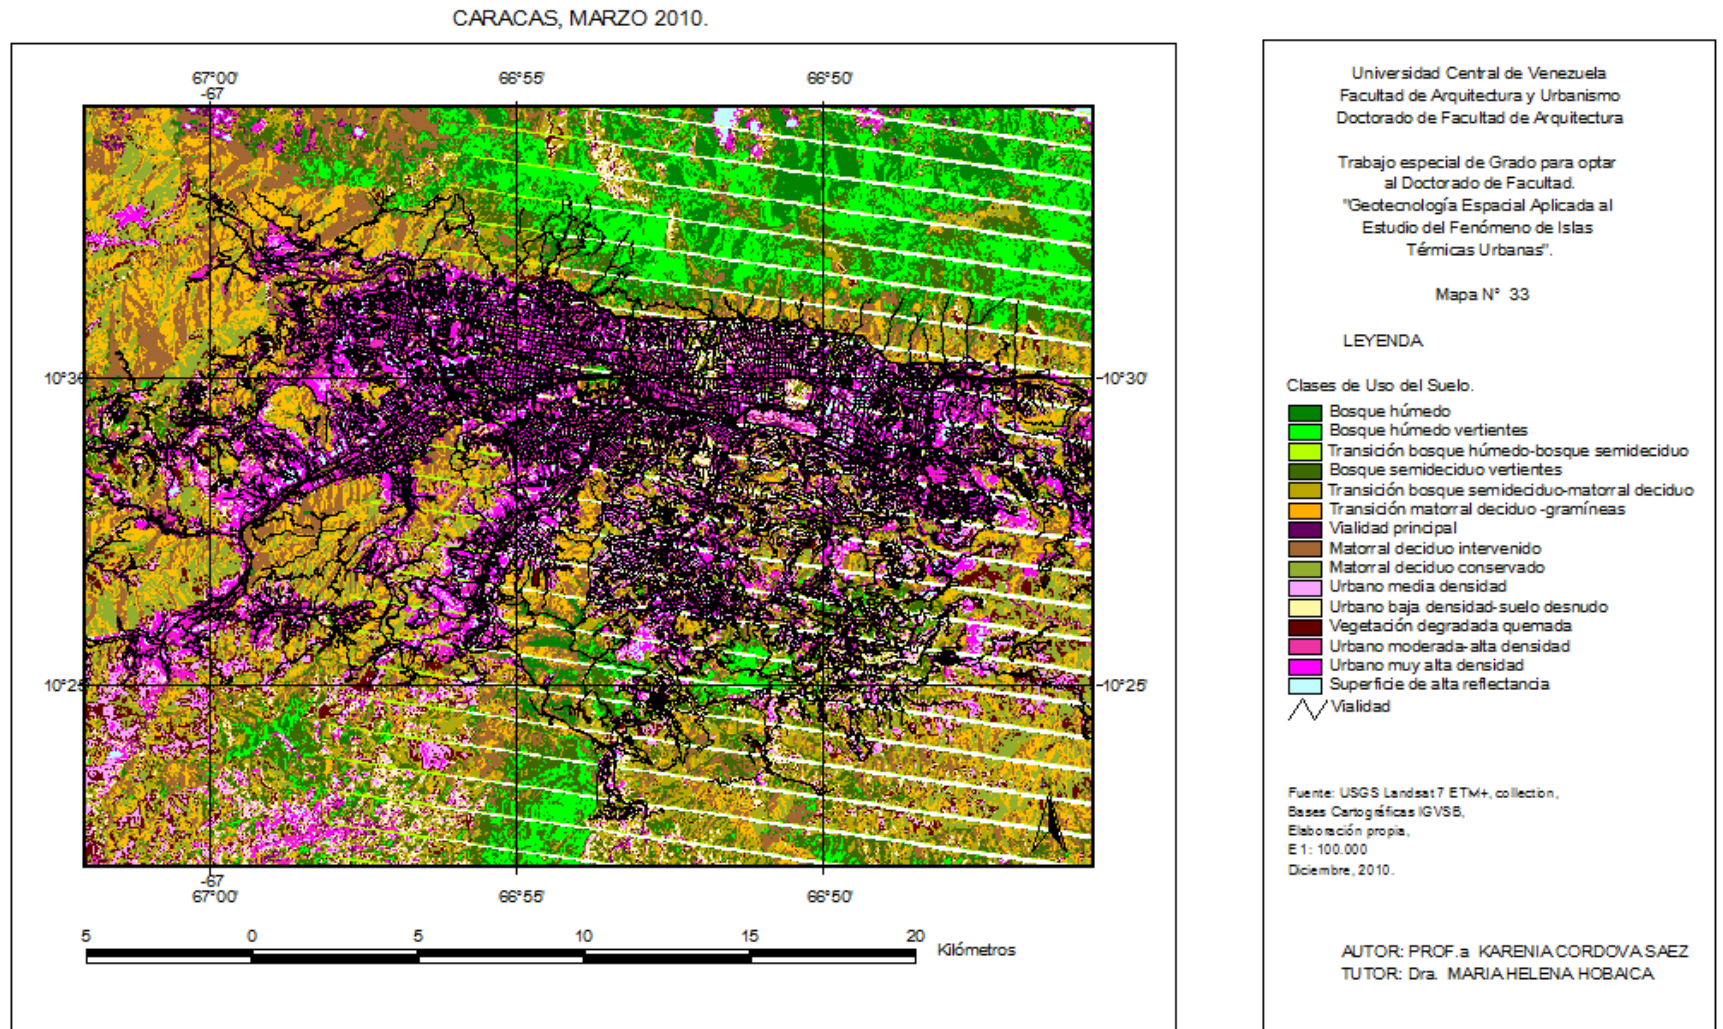 CARACAS, MARZO 2010.
67°00'
-67
66°55'
66°50'
10°30'
10°25'
-67
67°00'
66°55'
66°50'
5 0 5 10 15 20 Kilómetros
Universidad Central de Venezuela
Facultad de Arquitectura y Urbanismo
Doctorado de Facultad de Arquitectura
Trabajo especial de Grado para optar
al Doctorado de Facultad.
"Geotecnología Espacial Aplicada al
Estudio del Fenómeno de Islas
Térmicas Urbanas".
Mapa N° 33
LEYENDA
Clases de Uso del Suelo.
Bosque húmedo
Bosque húmedo vertientes
Transición bosque húmedo-bosque semideciduo
Bosque semideciduo vertientes
Transición bosque semideciduo-matorral deciduo
Transición matorral deciduo -gramíneas
Vialidad principal
Matorral deciduo intervenido
Matorral deciduo conservado
Urbano media densidad
Urbano baja densidad-suelo desnudo
Vegetación degradada quemada
Urbano moderada-alta densidad
Urbano muy alta densidad
Superficie de alta reflectancia
Vialidad
Fuente: USGS Landsat 7 ETM+, collection,
Bases Cartográficas IGVSB,
Elaboración propia,
E 1: 100.000
Diciembre, 2010.
AUTOR: PROF.a KARENIA CORDOVA SAEZ
TUTOR: Dra. MARIA HELENA HOBAICA